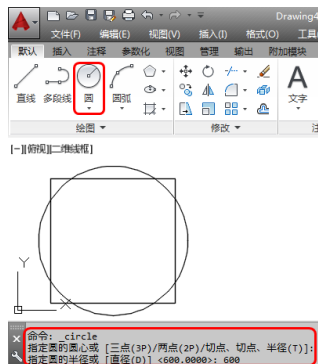 Drawing4
文件(F) 编辑(E) 视图(V) 插入(I) 格式(O) 工具
默认 插入 注释 参数化 视图 管理 输出 附加模块
直线 多段线 圆 圆弧 文字
绘图 修改
[-][俯视][二维线框]
Y
X
命令: _circle
指定圆的圆心或 [三点(3P)/两点(2P)/切点、切点、半径(T)]:
指定圆的半径或 [直径(D)] <600.0000>: 600